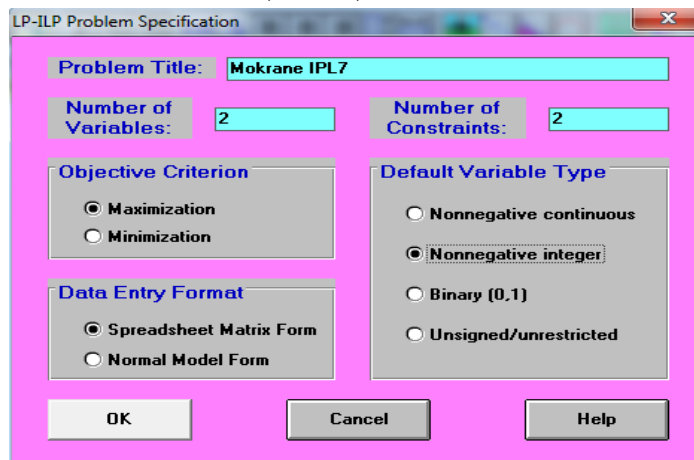 LP-ILP Problem Specification
Problem Title: Mokrane IPL7
Number of Variables: 2
Number of Constraints: 2
Objective Criterion
Maximization
Minimization
Default Variable Type
Nonnegative continuous
Nonnegative integer
Binary (0,1)
Unsigned/unrestricted
Data Entry Format
Spreadsheet Matrix Form
Normal Model Form
OK
Cancel
Help